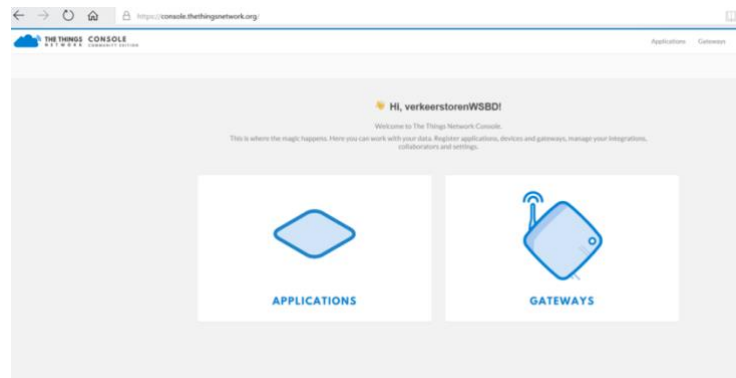 https://console.thethingsnetwork.org/
THE THINGS NETWORK CONSOLE COMMUNITY EDITION
Applications Gateways
Hi, verkeerstorenWSBD!
Welcome to The Things Network Console.
This is where the magic happens. Here you can work with your data. Register applications, devices and gateways, manage your integrations,
collaborators and settings.
APPLICATIONS
GATEWAYS